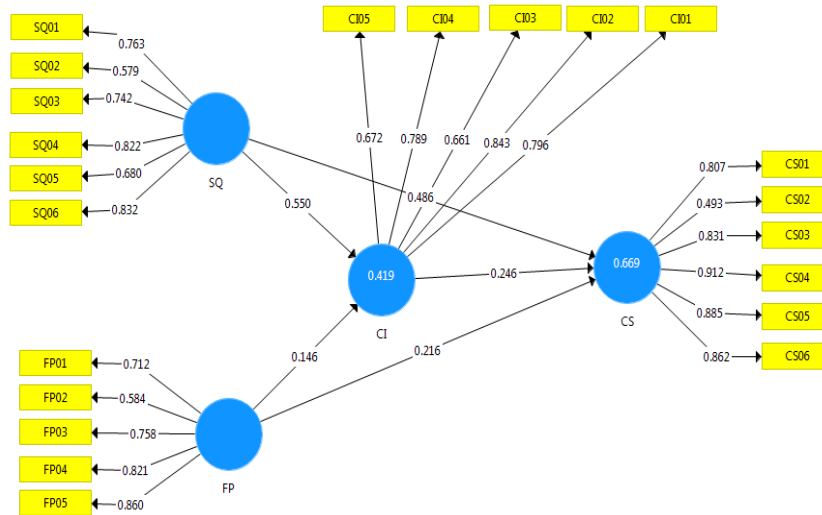 SQ01
SQ02
SQ03
SQ04
SQ05
SQ06
0.763
0.579
0.742
0.822
0.680
0.832
SQ
CI05
CI04
CI03
CI02
CI01
0.672
0.789
0.661
0.843
0.796
0.550
0.486
0.419
CI
0.246
0.146
0.216
0.669
CS
0.807
0.493
0.831
0.912
0.885
0.862
CS01
CS02
CS03
CS04
CS05
CS06
FP01
FP02
FP03
FP04
FP05
0.712
0.584
0.758
0.821
0.860
FP